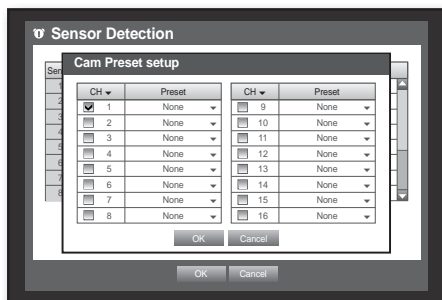 Sensor Detection
Sen
Cam Preset setup
CH Preset CH Preset
1 None 9 None
2 None 10 None
3 None 11 None
4 None 12 None
5 None 13 None
6 None 14 None
7 None 15 None
8 None 16 None
OK Cancel
OK Cancel